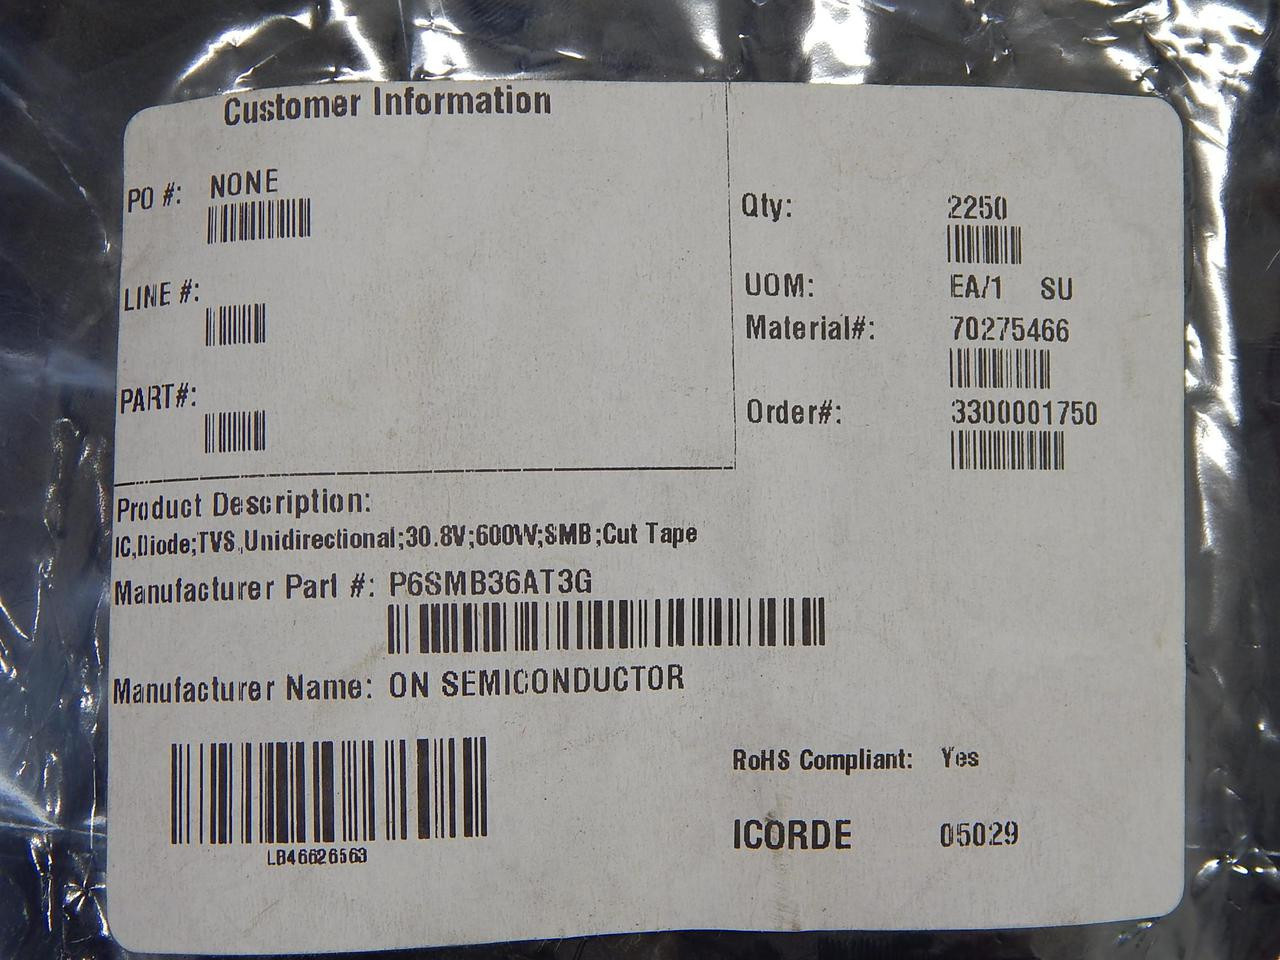 Customer Information
PO #: NONE
LINE #:
PART#:
Qty: 2250
UOM: EA/1 SU
Material#: 70275466
Order#: 3300001750
Product Description:
IC,Diode;TVS,Unidirectional;30.8V;600W;SMB;Cut Tape
Manufacturer Part #: P6SMB36AT3G
Manufacturer Name: ON SEMICONDUCTOR
LB46626563
RoHS Compliant: Yes
ICORDE 05029